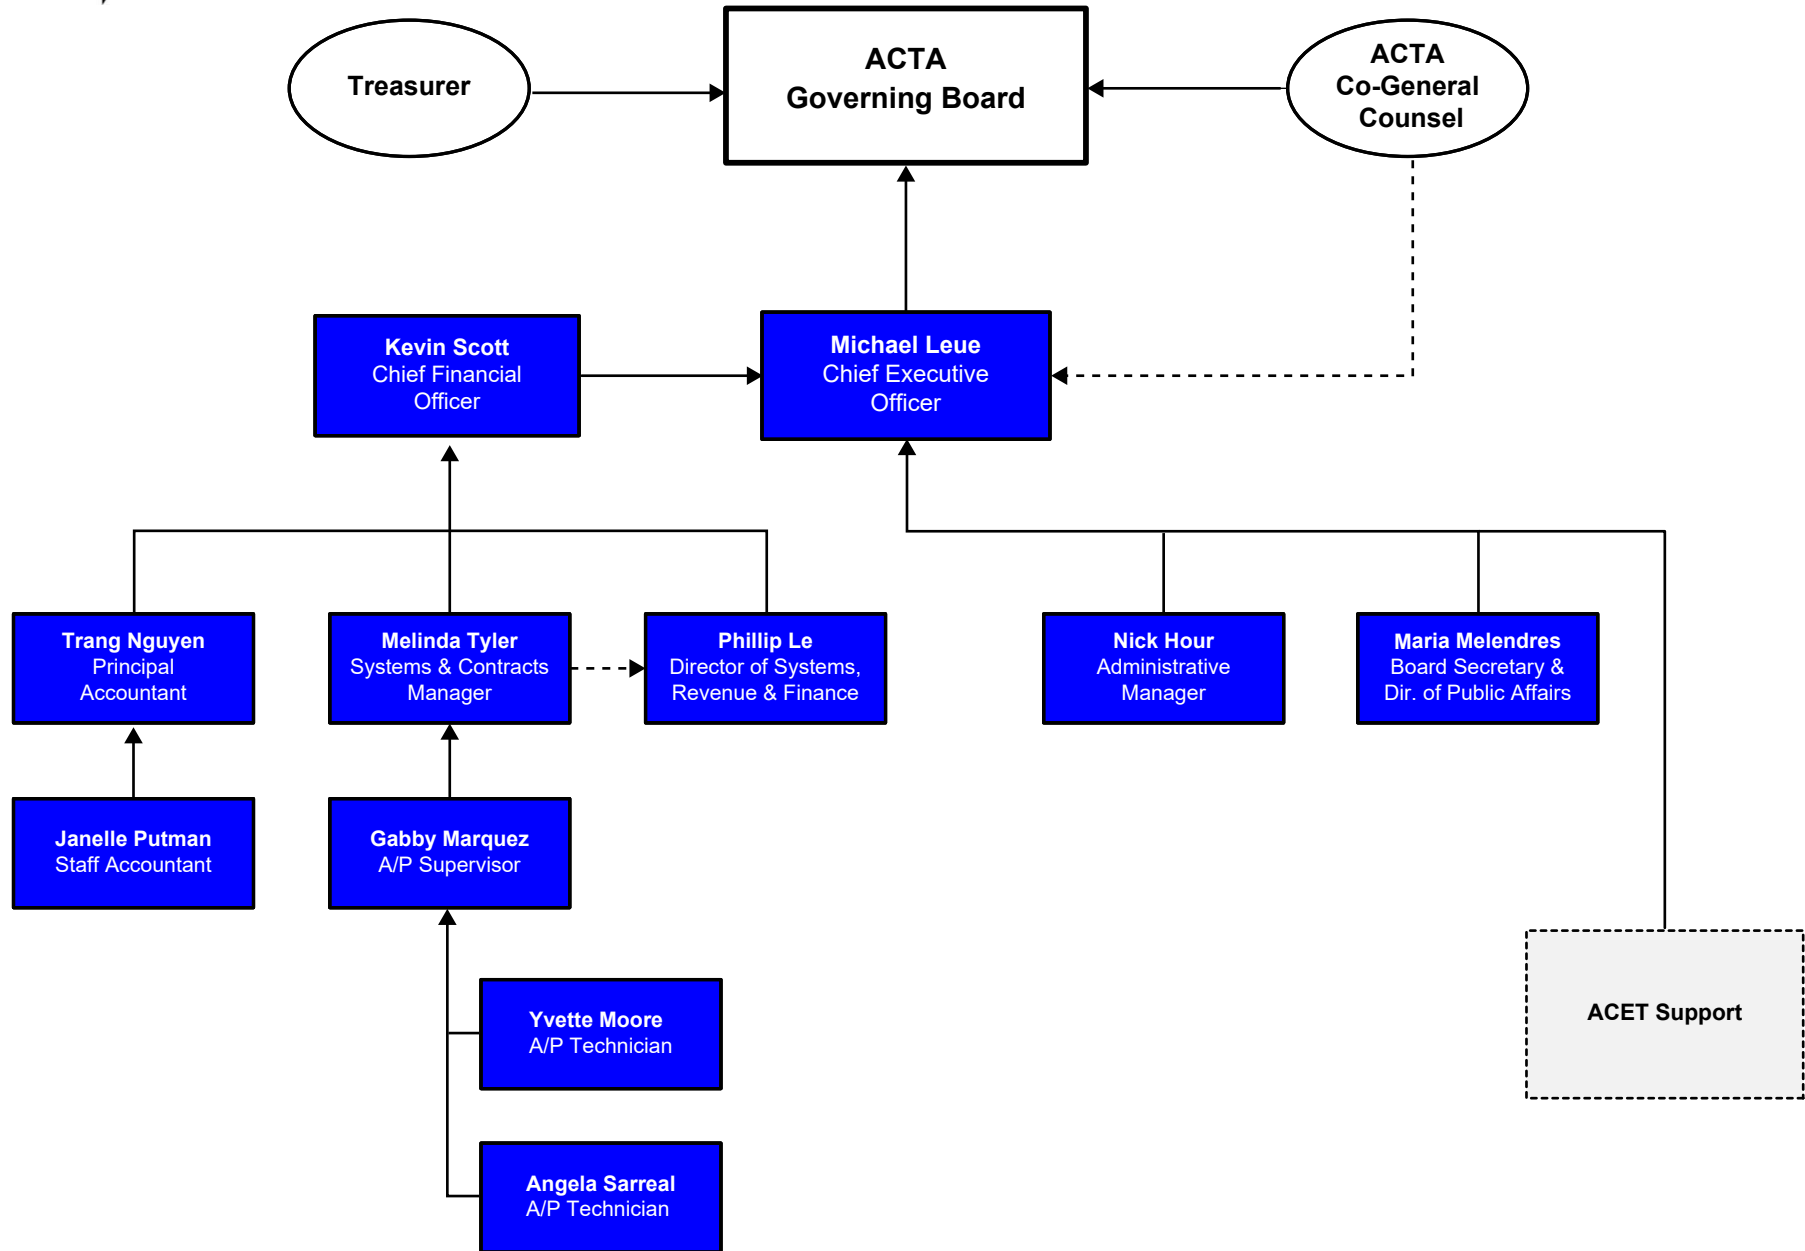 Treasurer
ACTA
Governing Board
ACTA
Co-General
Counsel
Kevin Scott
Chief Financial
Officer
Michael Leue
Chief Executive
Officer
Trang Nguyen
Principal
Accountant
Melinda Tyler
Systems & Contracts
Manager
Phillip Le
Director of Systems,
Revenue & Finance
Nick Hour
Administrative
Manager
Maria Melendres
Board Secretary &
Dir. of Public Affairs
Janelle Putman
Staff Accountant
Gabby Marquez
A/P Supervisor
Yvette Moore
A/P Technician
ACET Support
Angela Sarreal
A/P Technician